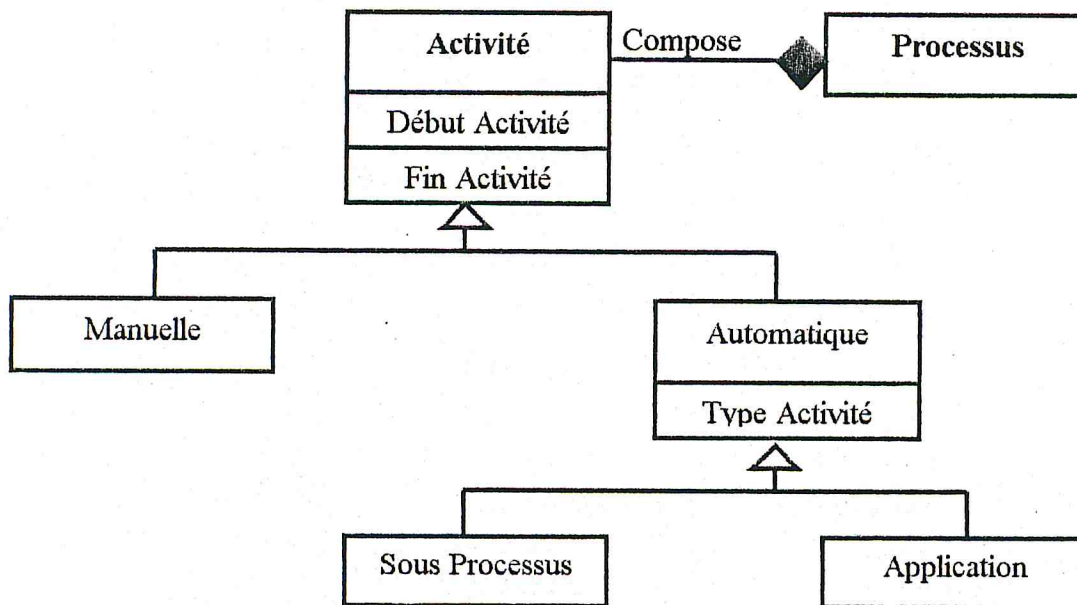 Activité
Compose
Processus
Début Activité
Fin Activité
Manuelle
Automatique
Type Activité
Sous Processus
Application